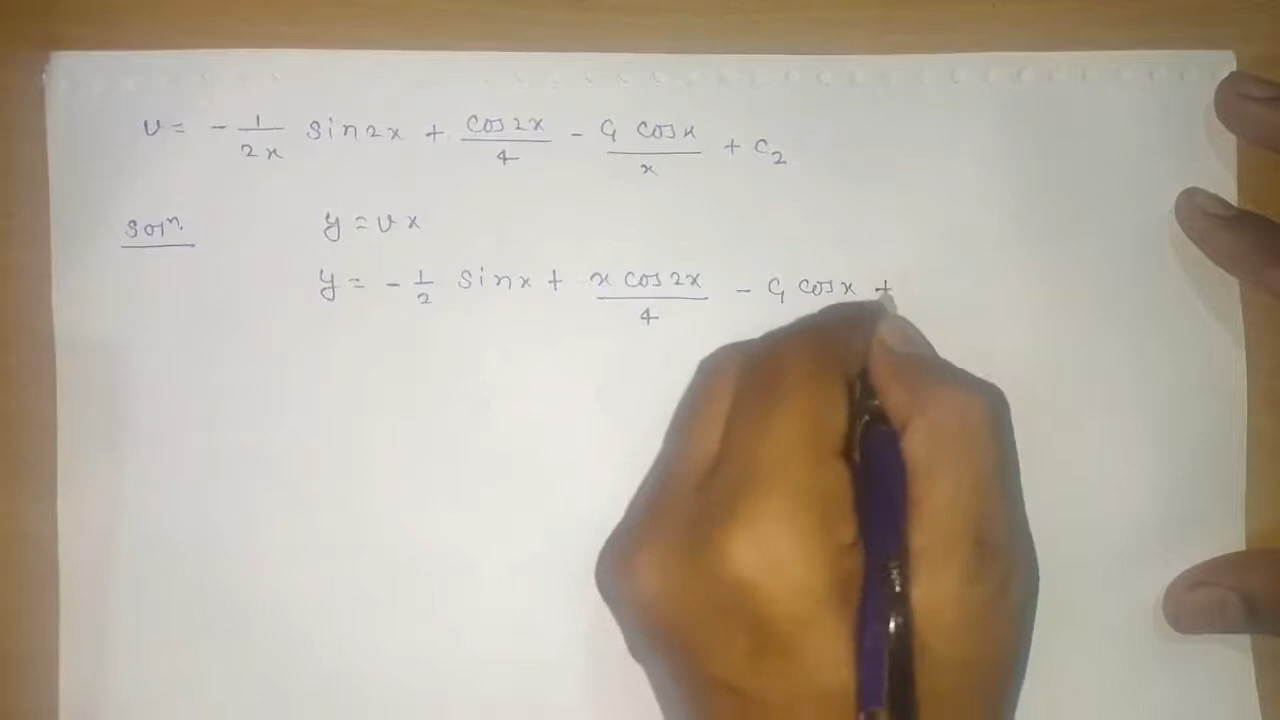 v = - 1/2x sin2x + cos2x/4 - C₁ cosx/x + C₂
Solⁿ. y = vx
y = - 1/2 sinx + x cos2x/4 - C₁ cosx +